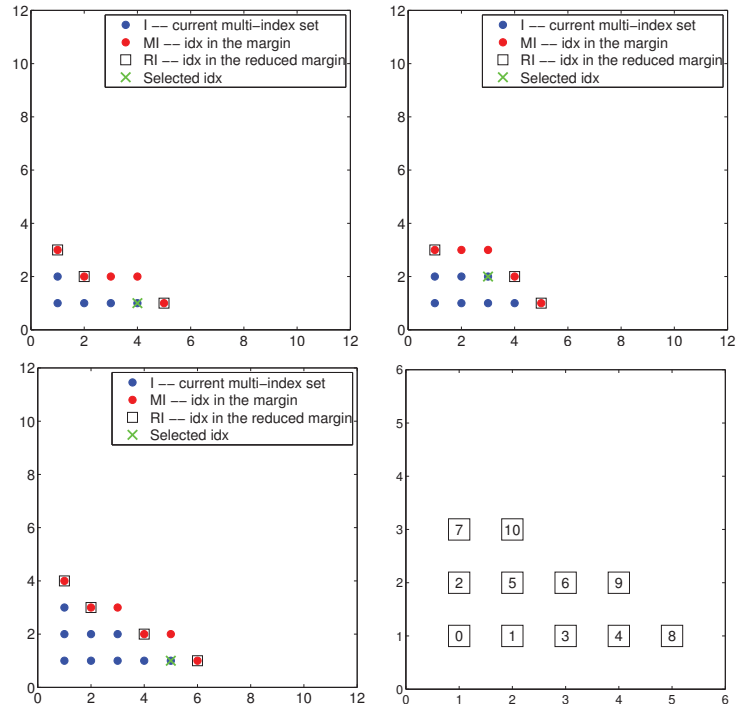 12
10
8
6
4
2
0
0 2 4 6 8 10 12
I −− current multi−index set
MI −− idx in the margin
RI −− idx in the reduced margin
Selected idx
12
10
8
6
4
2
0
0 2 4 6 8 10 12
I −− current multi−index set
MI −− idx in the margin
RI −− idx in the reduced margin
Selected idx
12
10
8
6
4
2
0
0 2 4 6 8 10 12
I −− current multi−index set
MI −− idx in the margin
RI −− idx in the reduced margin
Selected idx
6
5
4
3
2
1
0
0 1 2 3 4 5 6
7 10
2 5 6 9
0 1 3 4 8